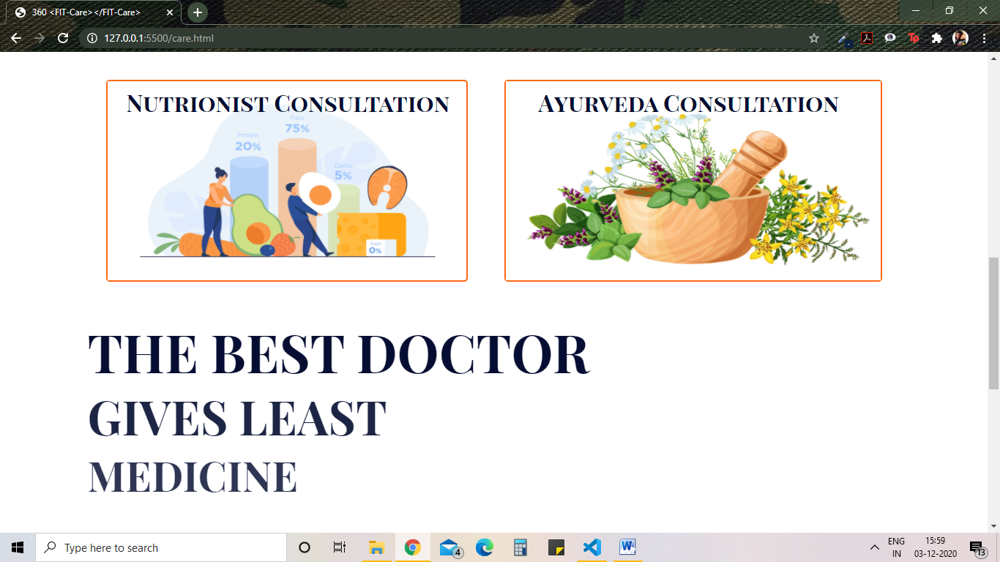 360 <FIT-Care></FIT-Care>
127.0.0.1:5500/care.html
Nutrionist Consultation
Fats
75%
Protein
20%
Carbs
5%
Sugar
0%
Ayurveda Consultation
THE BEST DOCTOR
GIVES LEAST
MEDICINE
Type here to search
4
ENG
IN
15:59
03-12-2020
13